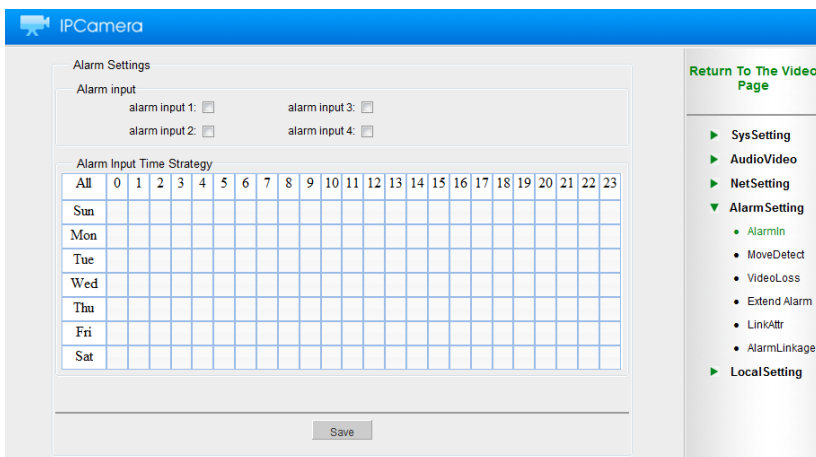 IPCamera
Alarm Settings
Alarm input
alarm input 1: alarm input 3:
alarm input 2: alarm input 4:
Alarm Input Time Strategy
All 0 1 2 3 4 5 6 7 8 9 10 11 12 13 14 15 16 17 18 19 20 21 22 23
Sun
Mon
Tue
Wed
Thu
Fri
Sat
Save
Return To The Video
Page
SysSetting
AudioVideo
NetSetting
AlarmSetting
AlarmIn
MoveDetect
VideoLoss
Extend Alarm
LinkAttr
AlarmLinkage
LocalSetting